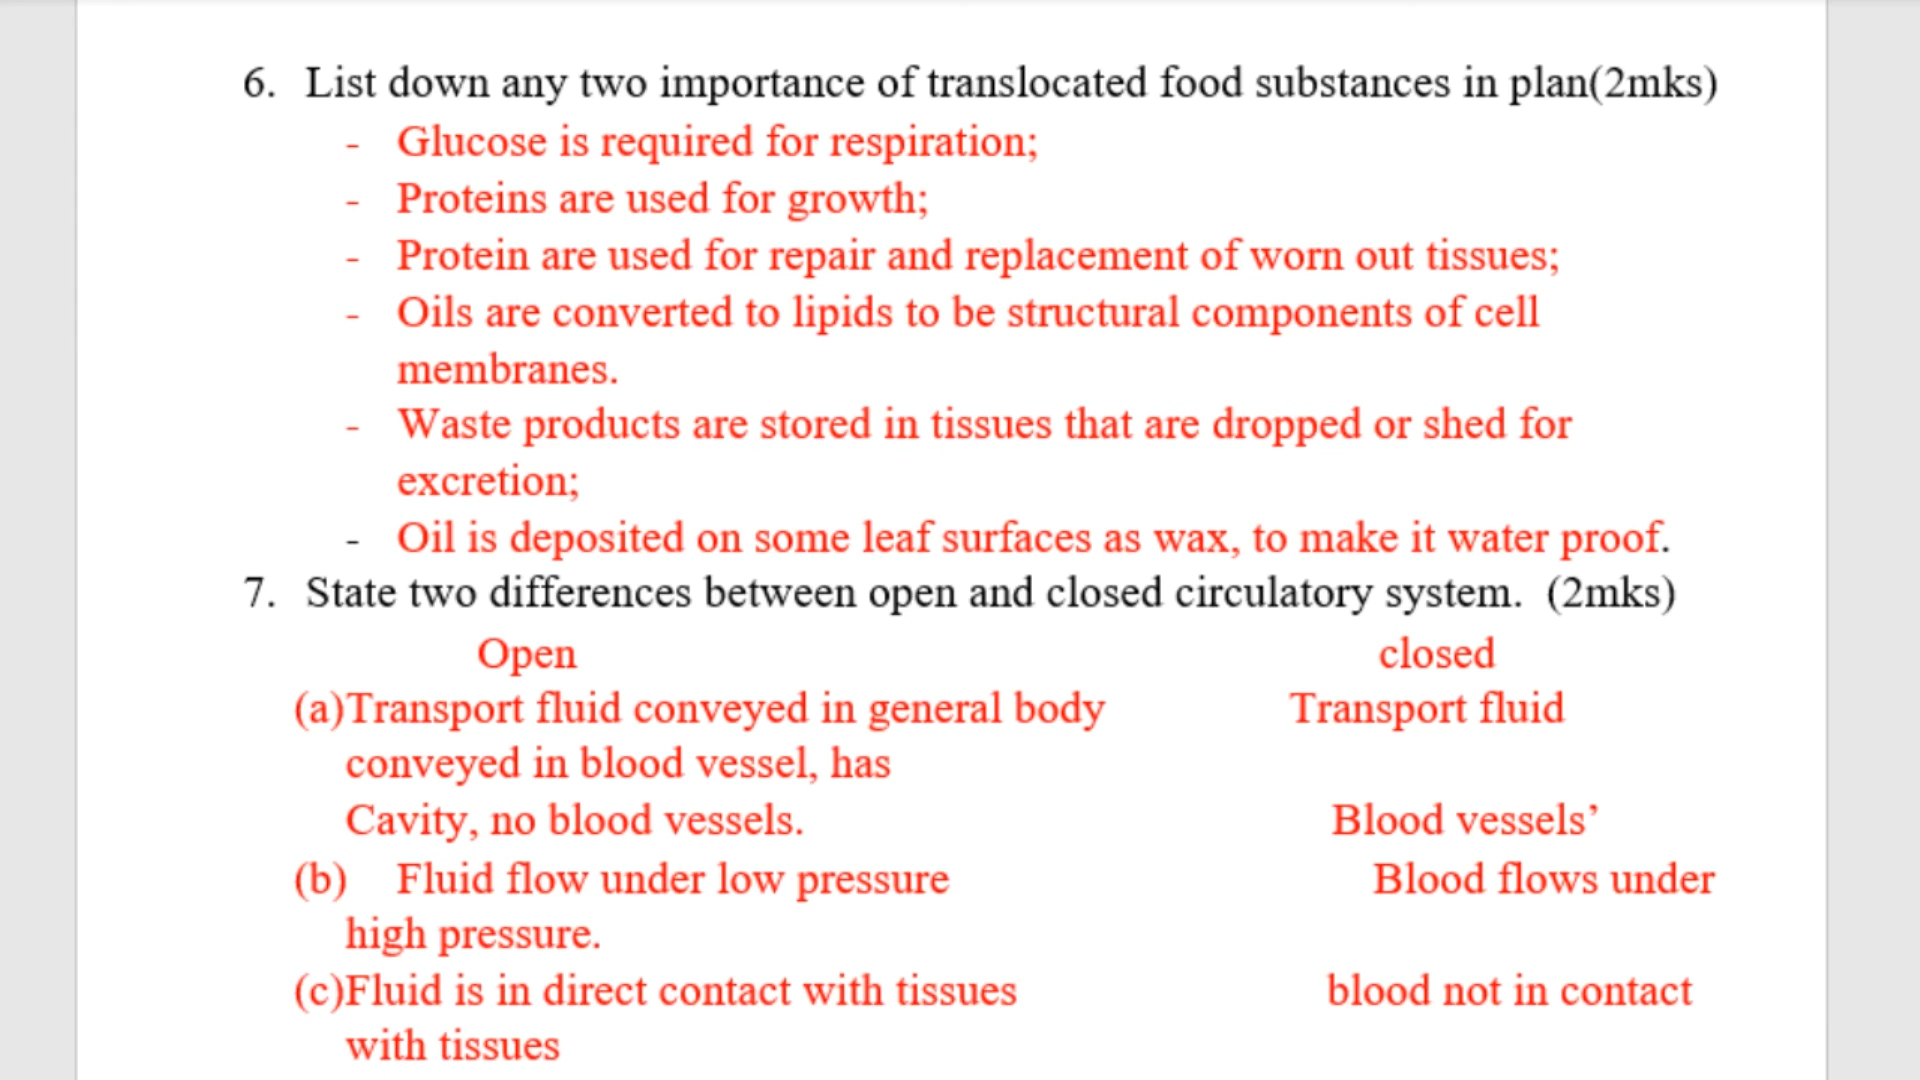 6. List down any two importance of translocated food substances in plan(2mks)
- Glucose is required for respiration;
- Proteins are used for growth;
- Protein are used for repair and replacement of worn out tissues;
- Oils are converted to lipids to be structural components of cell
membranes.
- Waste products are stored in tissues that are dropped or shed for
excretion;
- Oil is deposited on some leaf surfaces as wax, to make it water proof.
7. State two differences between open and closed circulatory system. (2mks)
Open closed
(a)Transport fluid conveyed in general body Transport fluid
conveyed in blood vessel, has
Cavity, no blood vessels. Blood vessels’
(b) Fluid flow under low pressure Blood flows under
high pressure.
(c)Fluid is in direct contact with tissues blood not in contact
with tissues